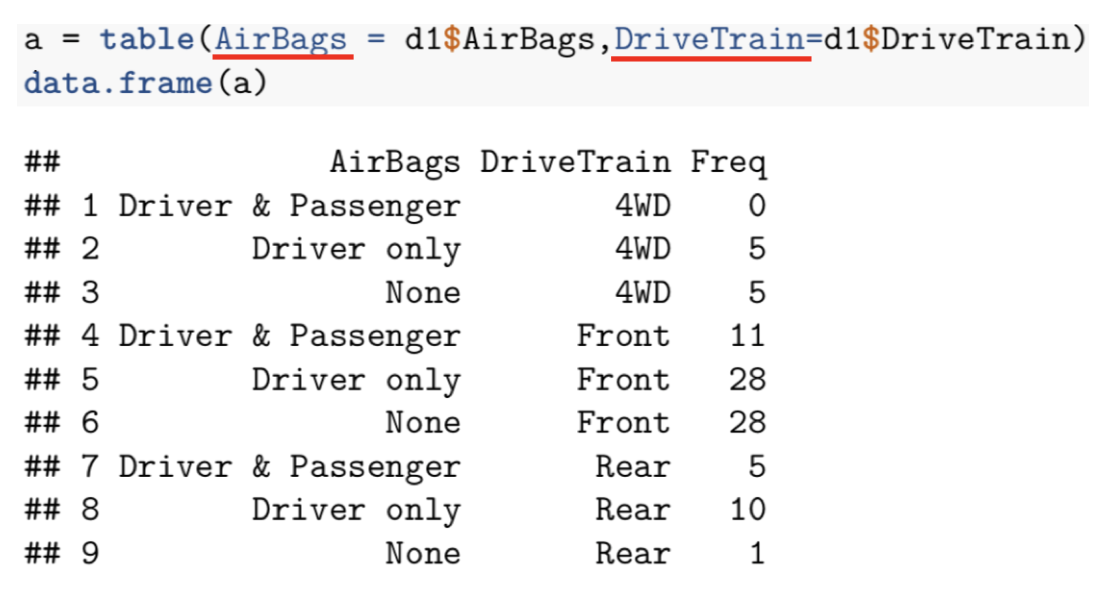 a = table(AirBags = d1$AirBags,DriveTrain=d1$DriveTrain)
data.frame(a)
## AirBags DriveTrain Freq
## 1 Driver & Passenger 4WD 0
## 2 Driver only 4WD 5
## 3 None 4WD 5
## 4 Driver & Passenger Front 11
## 5 Driver only Front 28
## 6 None Front 28
## 7 Driver & Passenger Rear 5
## 8 Driver only Rear 10
## 9 None Rear 1